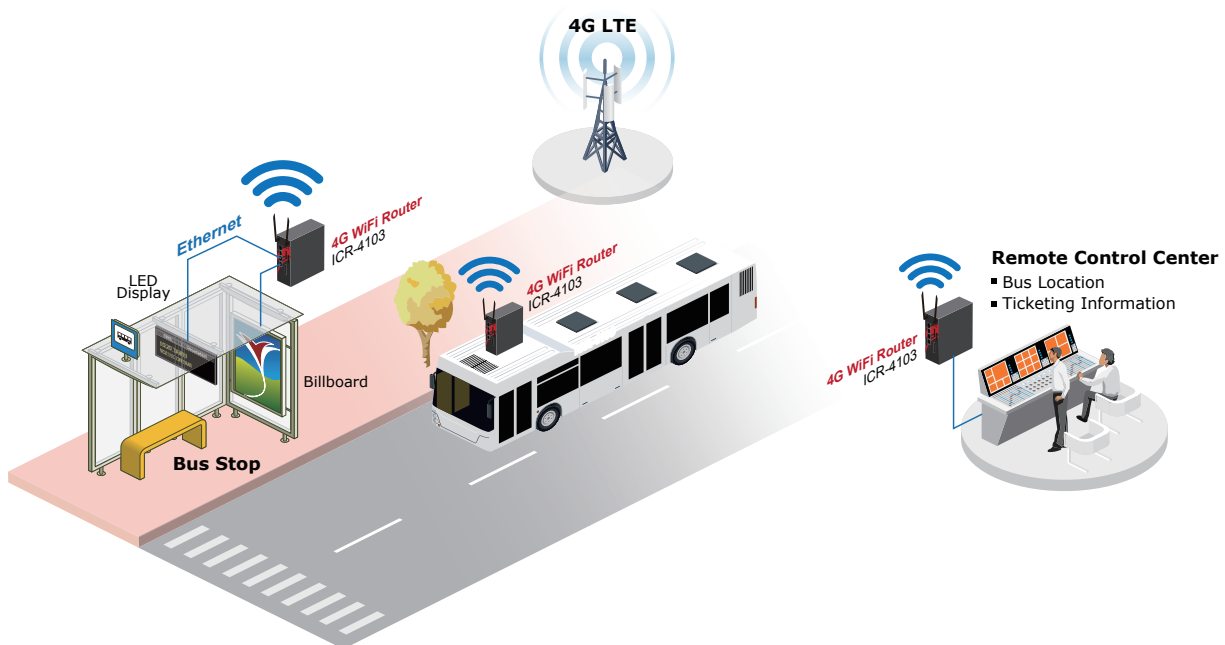 4G LTE
Ethernet
4G WiFi Router
ICR-4103
LED
Display
Billboard
Bus Stop
4G WiFi Router
ICR-4103
4G WiFi Router
ICR-4103
Remote Control Center
▪ Bus Location
▪ Ticketing Information